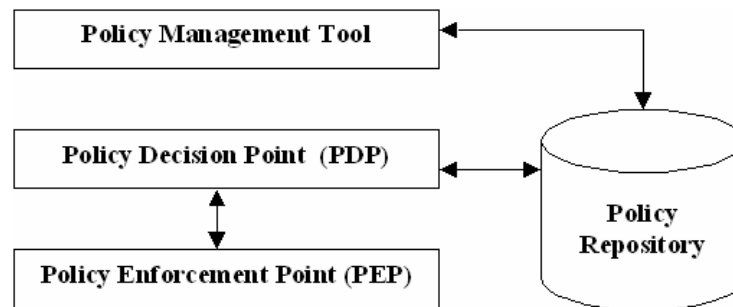 Policy Management Tool
Policy Decision Point (PDP)
Policy
Repository
Policy Enforcement Point (PEP)